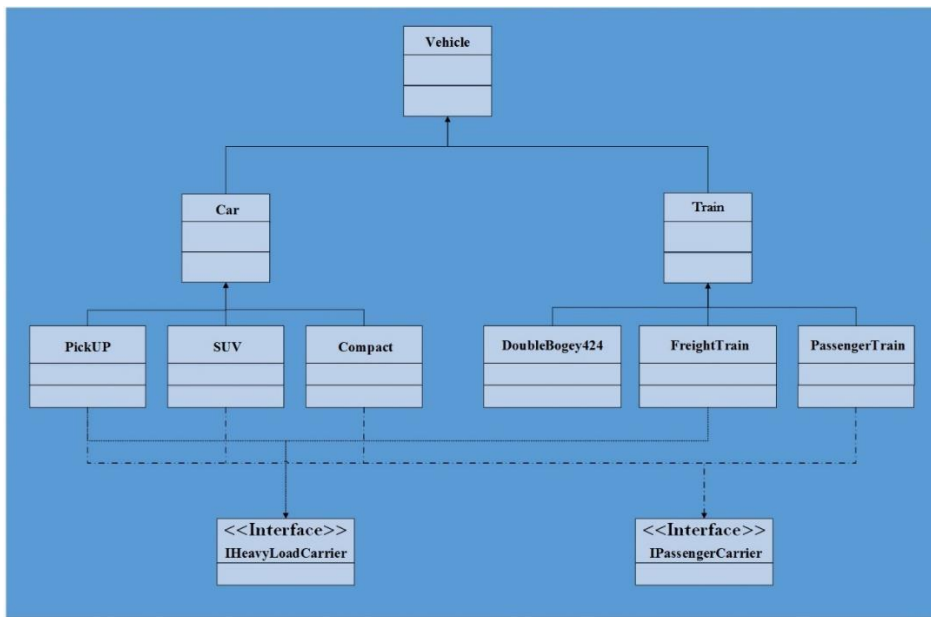 Vehicle
Car
Train
PickUP
SUV
Compact
DoubleBogey424
FreightTrain
PassengerTrain
<<Interface>>
IHeavyLoadCarrier
<<Interface>>
IPassengerCarrier